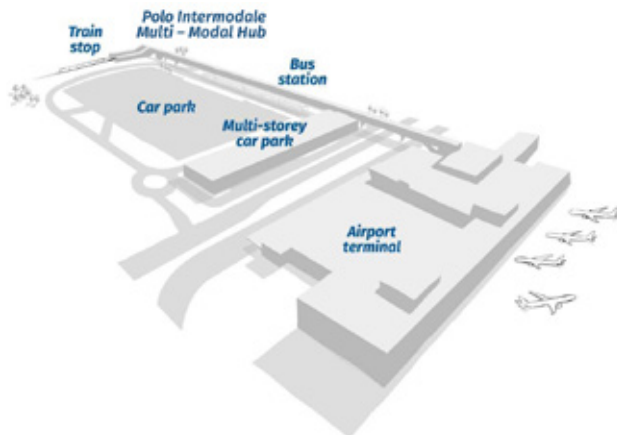 Polo Intermodale
Multi – Modal Hub
Train
stop
Bus
station
Car park
Multi-storey
car park
Airport
terminal